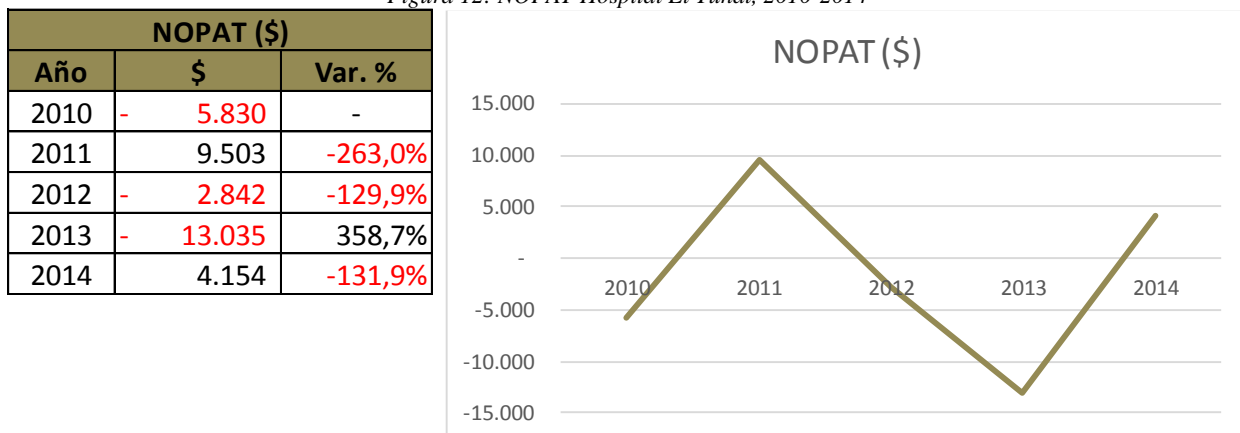 NOPAT ($)
Año $ Var. %
2010 - 5.830 -
2011 9.503 -263,0%
2012 - 2.842 -129,9%
2013 - 13.035 358,7%
2014 4.154 -131,9%
NOPAT ($)
15.000
10.000
5.000
-
2010 2011 2012 2013 2014
-5.000
-10.000
-15.000